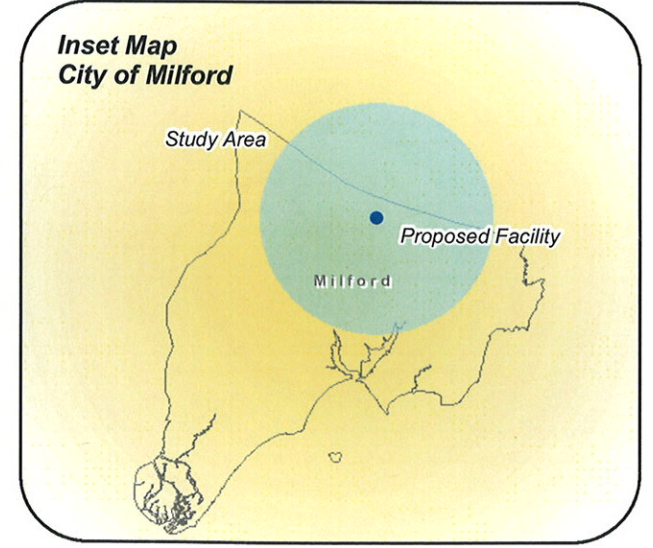 Inset Map
City of Milford
Study Area
Proposed Facility
Milford